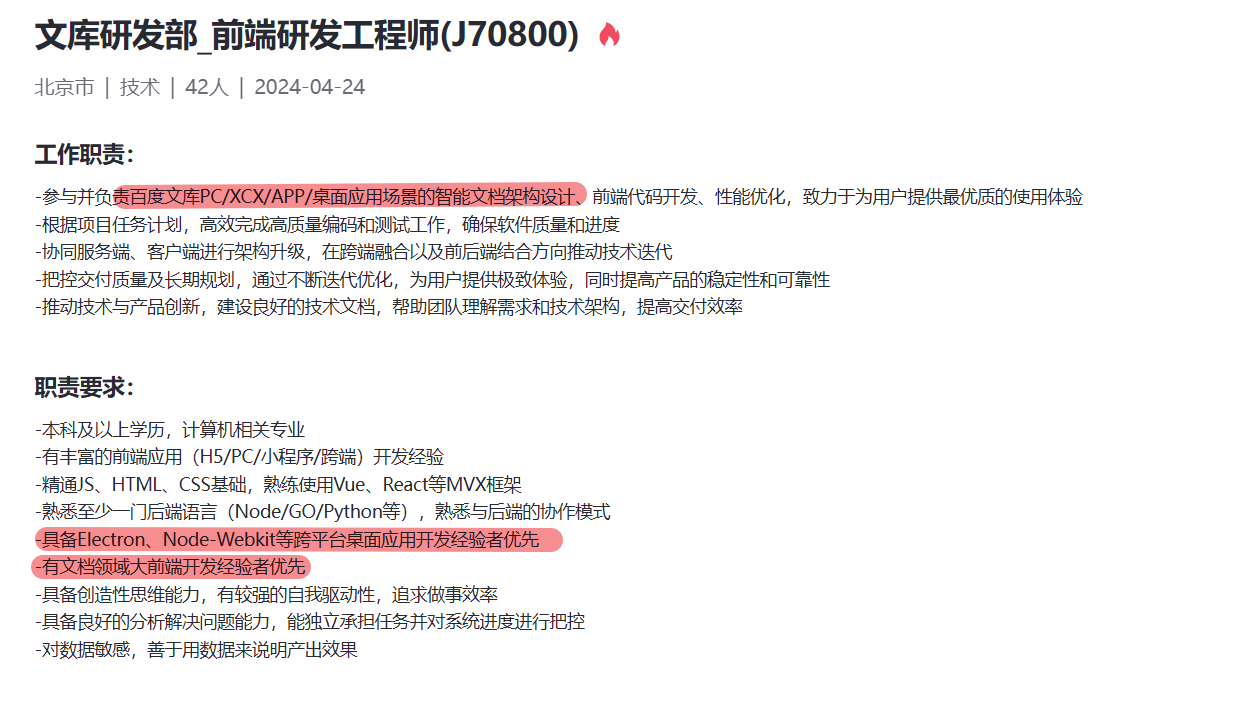 文库研发部_前端研发工程师(J70800)
北京市 | 技术 | 42人 | 2024-04-24
工作职责：
-参与并负责百度文库PC/XCX/APP/桌面应用场景的智能文档架构设计、前端代码开发、性能优化，致力于为用户提供最优质的使用体验
-根据项目任务计划，高效完成高质量编码和测试工作，确保软件质量和进度
-协同服务端、客户端进行架构升级，在跨端融合以及前后端结合方向推动技术迭代
-把控交付质量及长期规划，通过不断迭代优化，为用户提供极致体验，同时提高产品的稳定性和可靠性
-推动技术与产品创新，建设良好的技术文档，帮助团队理解需求和技术架构，提高交付效率
职责要求：
-本科及以上学历，计算机相关专业
-有丰富的前端应用（H5/PC/小程序/跨端）开发经验
-精通JS、HTML、CSS基础，熟练使用Vue、React等MVX框架
-熟悉至少一门后端语言（Node/GO/Python等），熟悉与后端的协作模式
-具备Electron、Node-Webkit等跨平台桌面应用开发经验者优先
-有文档领域大前端开发经验者优先
-具备创造性思维能力，有较强的自我驱动性，追求做事效率
-具备良好的分析解决问题能力，能独立承担任务并对系统进度进行把控
-对数据敏感，善于用数据来说明产出效果